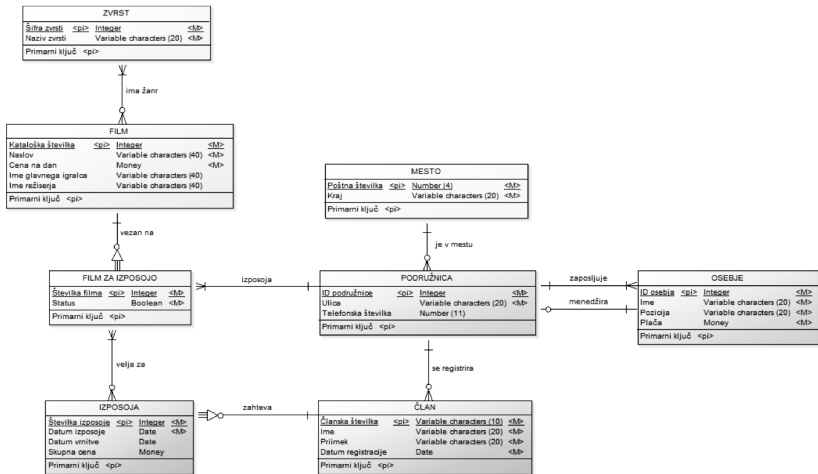 ZVRST
Šifra zvrsti <pi> Integer <M>
Naziv zvrsti Variable characters (20) <M>
Primarni ključ <pi>
ima žanr
FILM
Kataloška številka <pi> Integer <M>
Naslov Variable characters (40) <M>
Cena na dan Money <M>
Ime glavnega igralca Variable characters (40)
Ime režiserja Variable characters (40)
Primarni ključ <pi>
MESTO
Poštna številka <pi> Number (4) <M>
Kraj Variable characters (20) <M>
Primarni ključ <pi>
vezan na
je v mestu
FILM ZA IZPOSOJO
Številka filma <pi> Integer <M>
Status Boolean <M>
Primarni ključ <pi>
izposoja
PODRUŽNICA
ID podružnice <pi> Integer <M>
Ulica Variable characters (20) <M>
Telefonska številka Number (11)
Primarni ključ <pi>
zaposljuje
menedžira
OSEBJE
ID osebja <pi> Integer <M>
Ime Variable characters (20) <M>
Pozicija Variable characters (20) <M>
Plača Money <M>
Primarni ključ <pi>
velja za
se registrira
IZPOSOJA
Številka izposoje <pi> Integer <M>
Datum izposoje Date <M>
Datum vrnitve Date
Skupna cena Money
Primarni ključ <pi>
zahteva
ČLAN
Članska številka <pi> Variable characters (10) <M>
Ime Variable characters (20) <M>
Priimek Variable characters (20) <M>
Datum registracije Date <M>
Primarni ključ <pi>